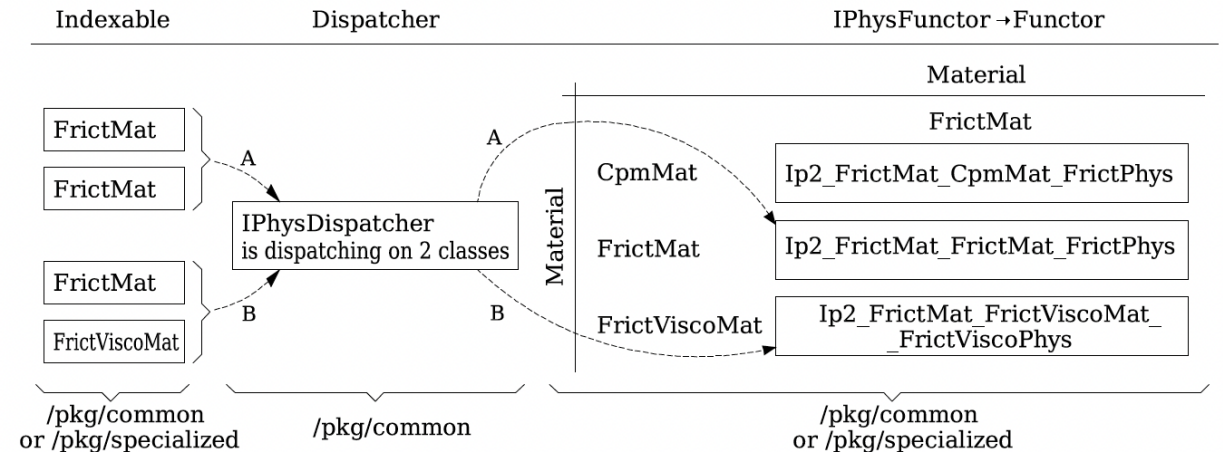 Indexable
Dispatcher
IPhysFunctor → Functor
Material
FrictMat
FrictMat
FrictMat
A
IPhysDispatcher
is dispatching on 2 classes
FrictMat
FrictViscoMat
B
A
B
Material
CpmMat
Ip2_FrictMat_CpmMat_FrictPhys
FrictMat
Ip2_FrictMat_FrictMat_FrictPhys
FrictViscoMat
Ip2_FrictMat_FrictViscoMat_
_FrictViscoPhys
/pkg/common
or /pkg/specialized
/pkg/common
/pkg/common
or /pkg/specialized